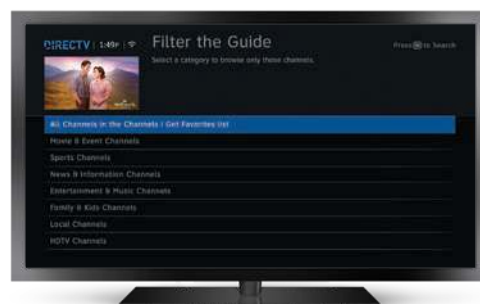 DIRECTV | 1:49P
Filter the Guide
Press to Search
Select a category to browse only those channels.
All Channels in the Channels I Get Favorites list
Movie & Event Channels
Sports Channels
News & Information Channels
Entertainment & Music Channels
Family & Kids Channels
Local Channels
HDTV Channels